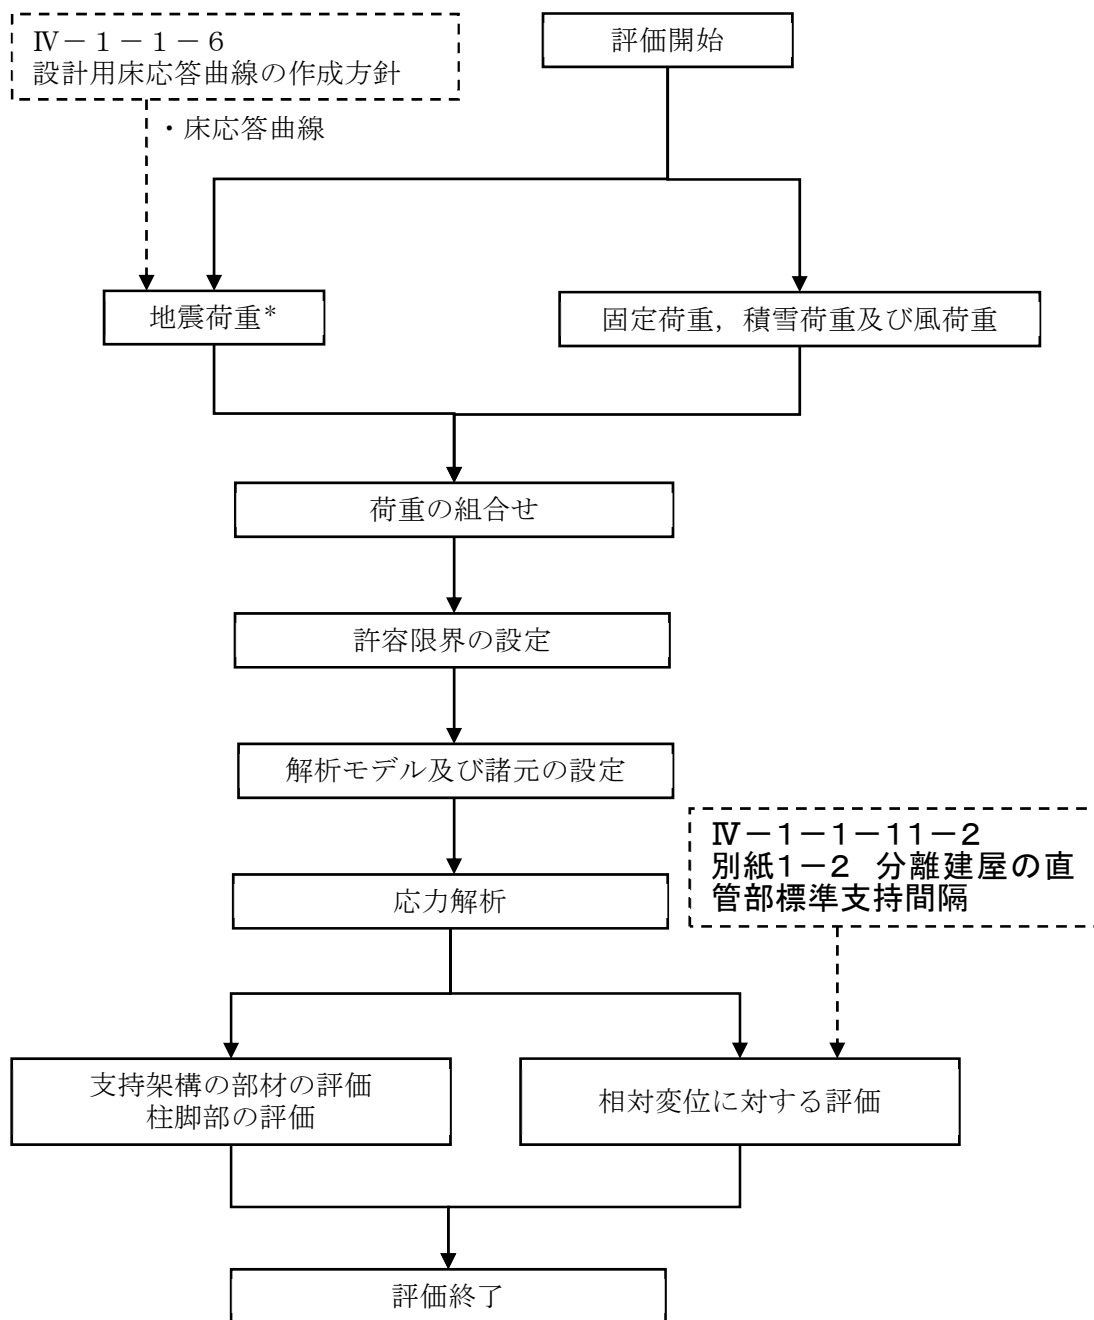 Ⅳ－１－１－６
設計用床応答曲線の作成方針
評価開始
・床応答曲線
地震荷重*
固定荷重，積雪荷重及び風荷重
荷重の組合せ
許容限界の設定
解析モデル及び諸元の設定
Ⅳ－１－１－１１－２
別紙１－２　分離建屋の直
管部標準支持間隔
応力解析
支持架構の部材の評価
柱脚部の評価
相対変位に対する評価
評価終了